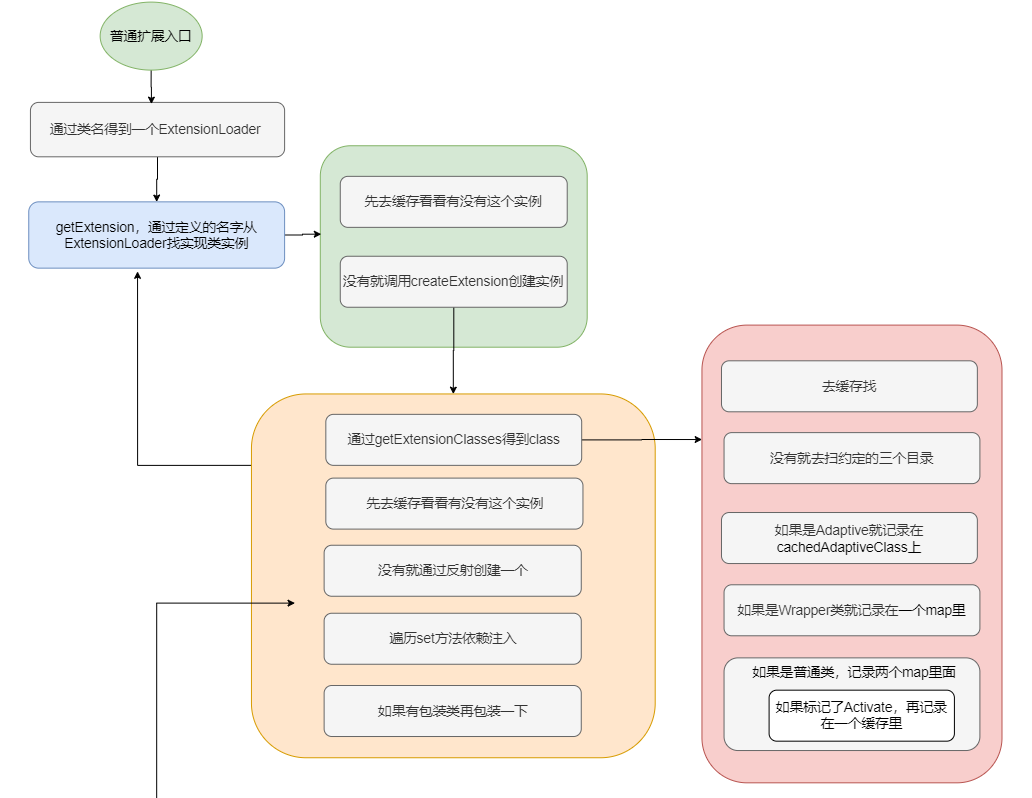 普通扩展入口
通过类名得到一个ExtensionLoader
getExtension，通过定义的名字从
ExtensionLoader找实现类实例
先去缓存看看有没有这个实例
没有就调用createExtension创建实例
通过getExtensionClasses得到class
先去缓存看看有没有这个实例
没有就通过反射创建一个
遍历set方法依赖注入
如果有包装类再包装一下
去缓存找
没有就去扫约定的三个目录
如果是Adaptive就记录在
cachedAdaptiveClass上
如果是Wrapper类就记录在一个map里
如果是普通类，记录两个map里面
如果标记了Activate，再记录
在一个缓存里